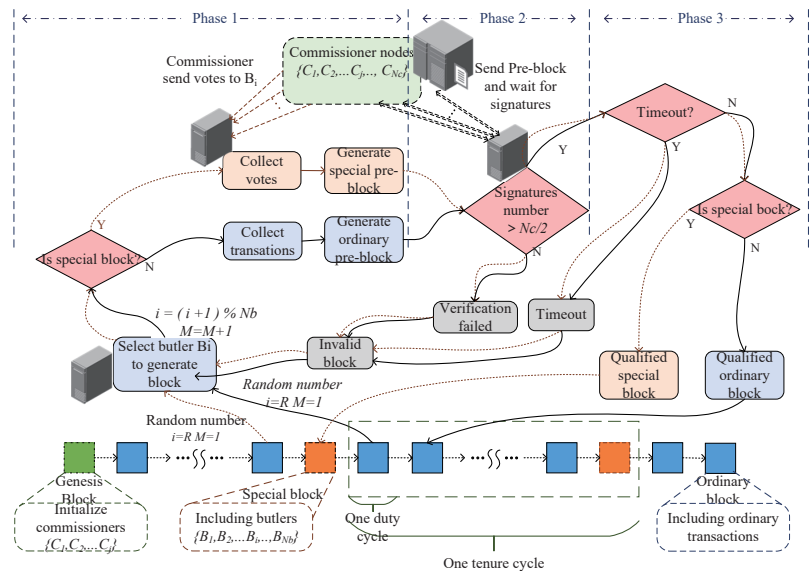 Phase 1
Phase 2
Phase 3
Commissioner
send votes to Bi
Commissioner nodes
{C1,C2,...Cj,.., CNc}
Send Pre-block
and wait for
signatures
Timeout?
N
Y
Y
Collect
votes
Generate
special pre-
block
Signatures
number
> Nc/2
Is special bock?
Y
N
Y
Is special block?
N
Collect
transations
Generate
ordinary
pre-block
N
i = ( i +1 ) % Nb
M=M+1
Verification
failed
Timeout
Select butler Bi
to generate
block
Invalid
block
Qualified
special
block
Qualified
ordinary
block
Random number
i=R M=1
Random number
i=R M=1
Genesis
Block
Special block
Ordinary
block
Initialize
commissioners
{C1,C2,...Cj}
Including butlers
{B1,B2,...Bi,..,BNb}
One duty
cycle
Including ordinary
transactions
One tenure cycle